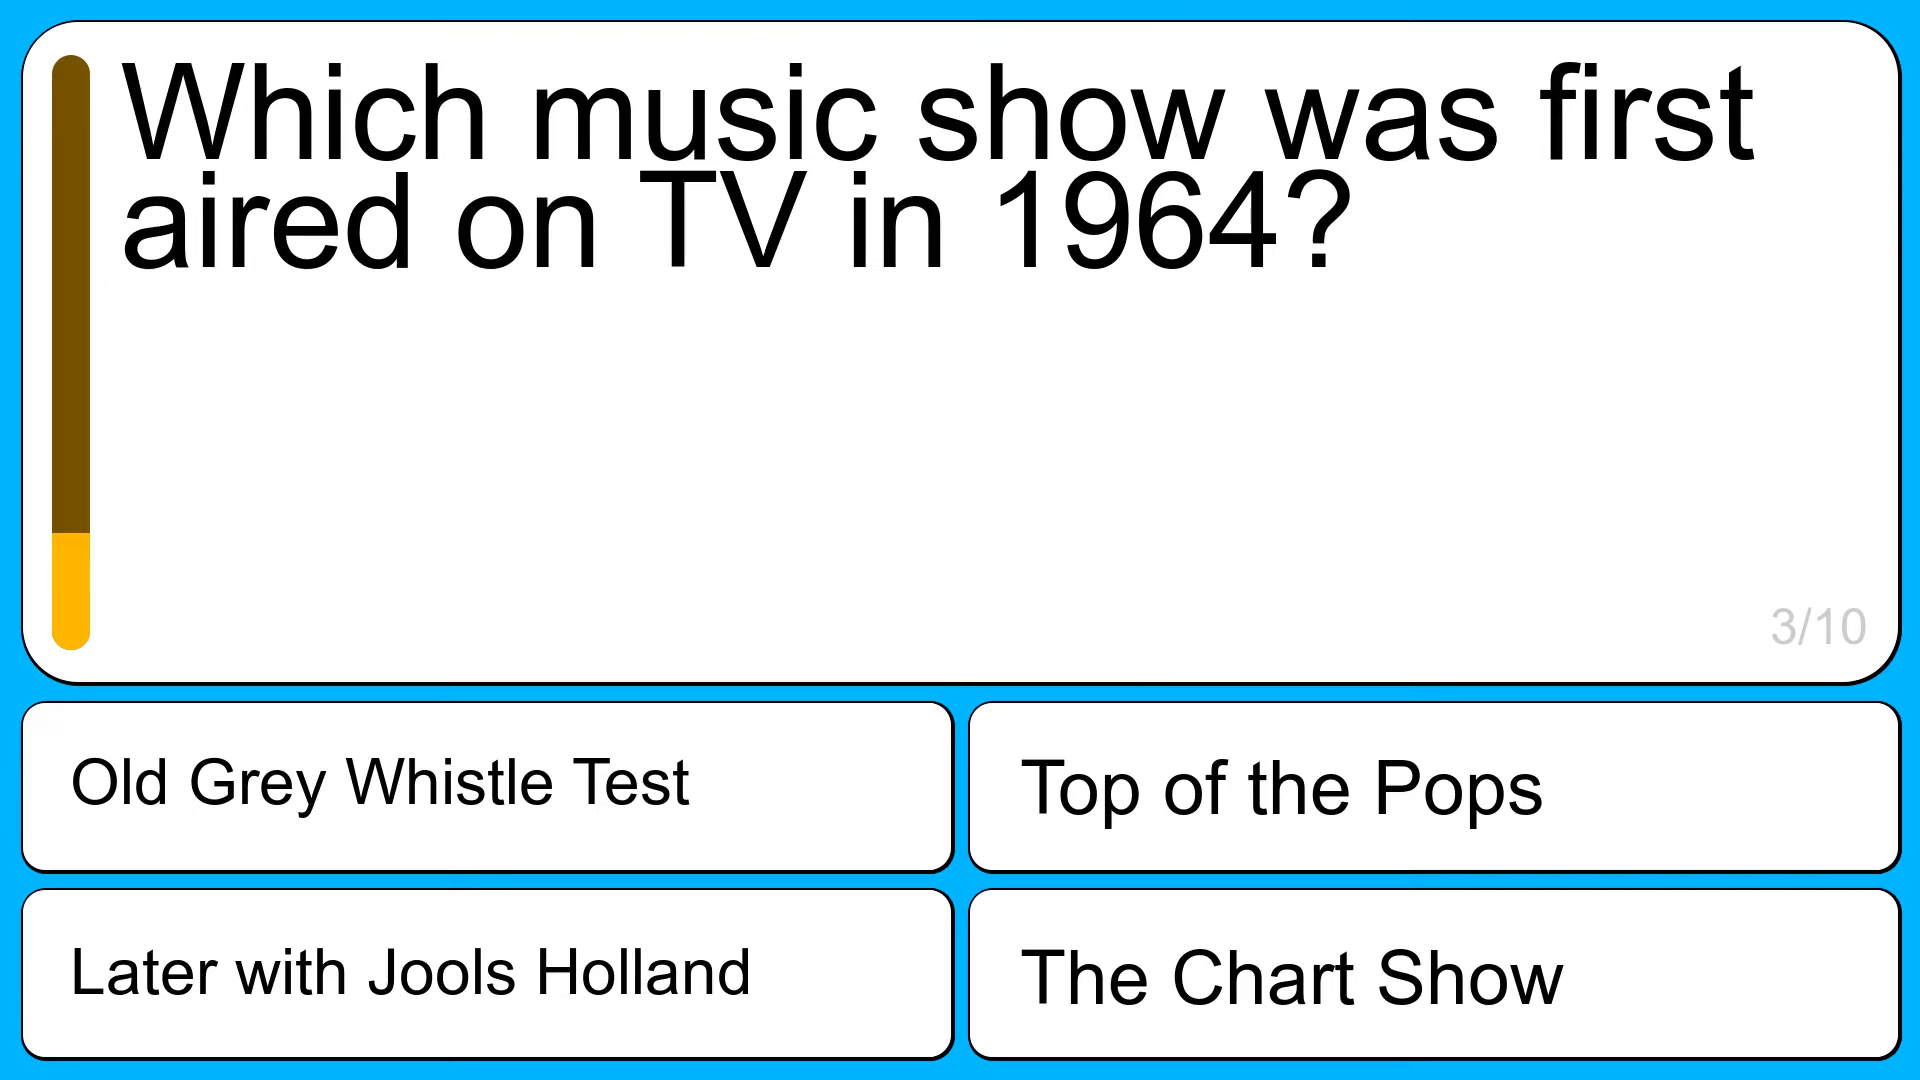 Which music show was first
aired on TV in 1964?
3/10
Old Grey Whistle Test
Top of the Pops
Later with Jools Holland
The Chart Show